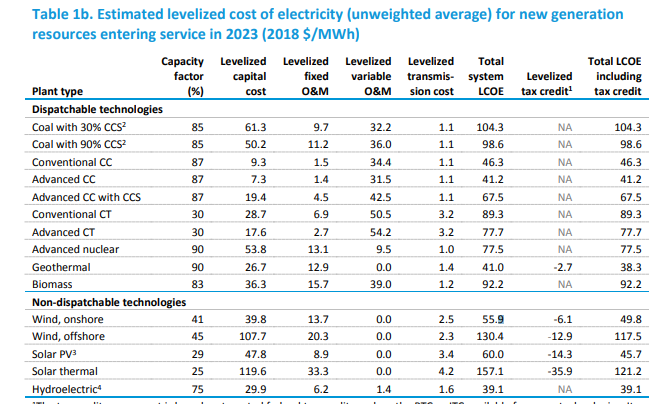 Table 1b. Estimated levelized cost of electricity (unweighted average) for new generation
resources entering service in 2023 (2018 $/MWh)
Capacity Levelized Levelized Levelized Levelized Total Total LCOE
factor capital fixed variable transmis- system Levelized including
Plant type (%) cost O&M O&M sion cost LCOE tax credit¹ tax credit
Dispatchable technologies
Coal with 30% CCS² 85 61.3 9.7 32.2 1.1 104.3 NA 104.3
Coal with 90% CCS² 85 50.2 11.2 36.0 1.1 98.6 NA 98.6
Conventional CC 87 9.3 1.5 34.4 1.1 46.3 NA 46.3
Advanced CC 87 7.3 1.4 31.5 1.1 41.2 NA 41.2
Advanced CC with CCS 87 19.4 4.5 42.5 1.1 67.5 NA 67.5
Conventional CT 30 28.7 6.9 50.5 3.2 89.3 NA 89.3
Advanced CT 30 17.6 2.7 54.2 3.2 77.7 NA 77.7
Advanced nuclear 90 53.8 13.1 9.5 1.0 77.5 NA 77.5
Geothermal 90 26.7 12.9 0.0 1.4 41.0 -2.7 38.3
Biomass 83 36.3 15.7 39.0 1.2 92.2 NA 92.2
Non-dispatchable technologies
Wind, onshore 41 39.8 13.7 0.0 2.5 55.9 -6.1 49.8
Wind, offshore 45 107.7 20.3 0.0 2.3 130.4 -12.9 117.5
Solar PV³ 29 47.8 8.9 0.0 3.4 60.0 -14.3 45.7
Solar thermal 25 119.6 33.3 0.0 4.2 157.1 -35.9 121.2
Hydroelectric⁴ 75 29.9 6.2 1.4 1.6 39.1 NA 39.1